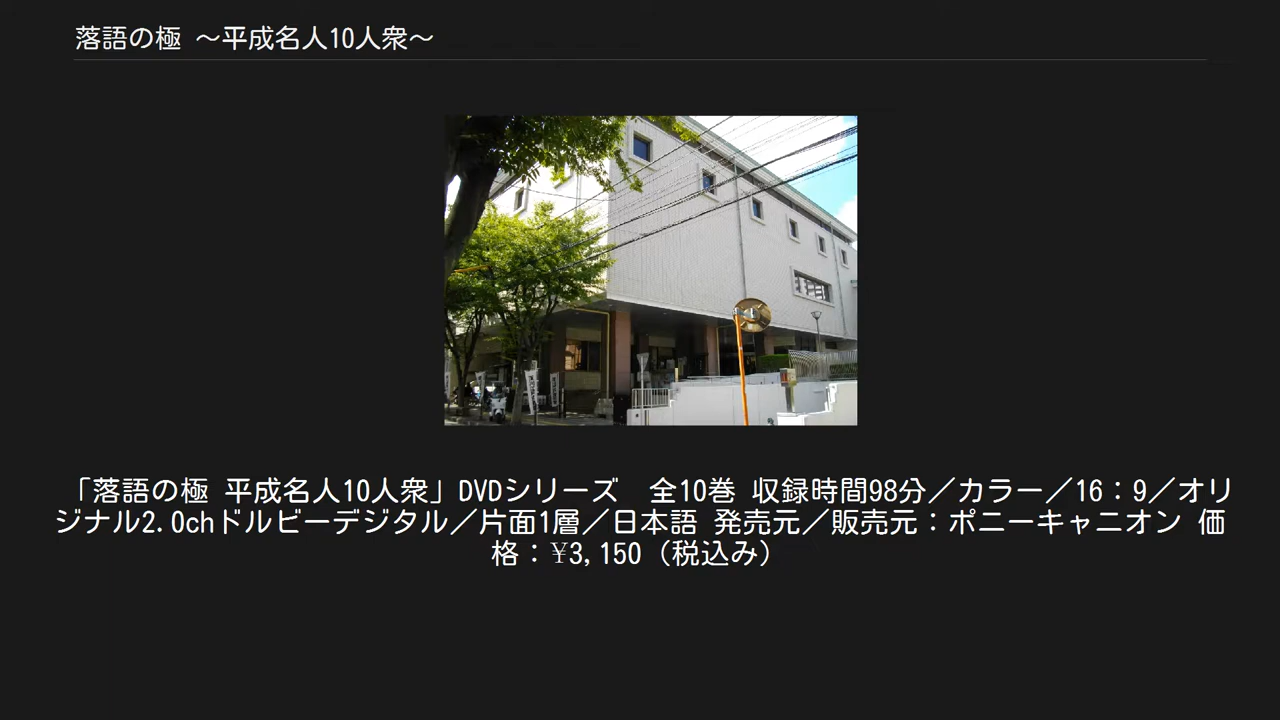 落語の極 ～平成名人10人衆～
「落語の極 平成名人10人衆」DVDシリーズ　全10巻 収録時間98分／カラー／16：9／オリ
ジナル2.0chドルビーデジタル／片面1層／日本語 発売元／販売元：ポニーキャニオン 価
格：￥3,150（税込み）